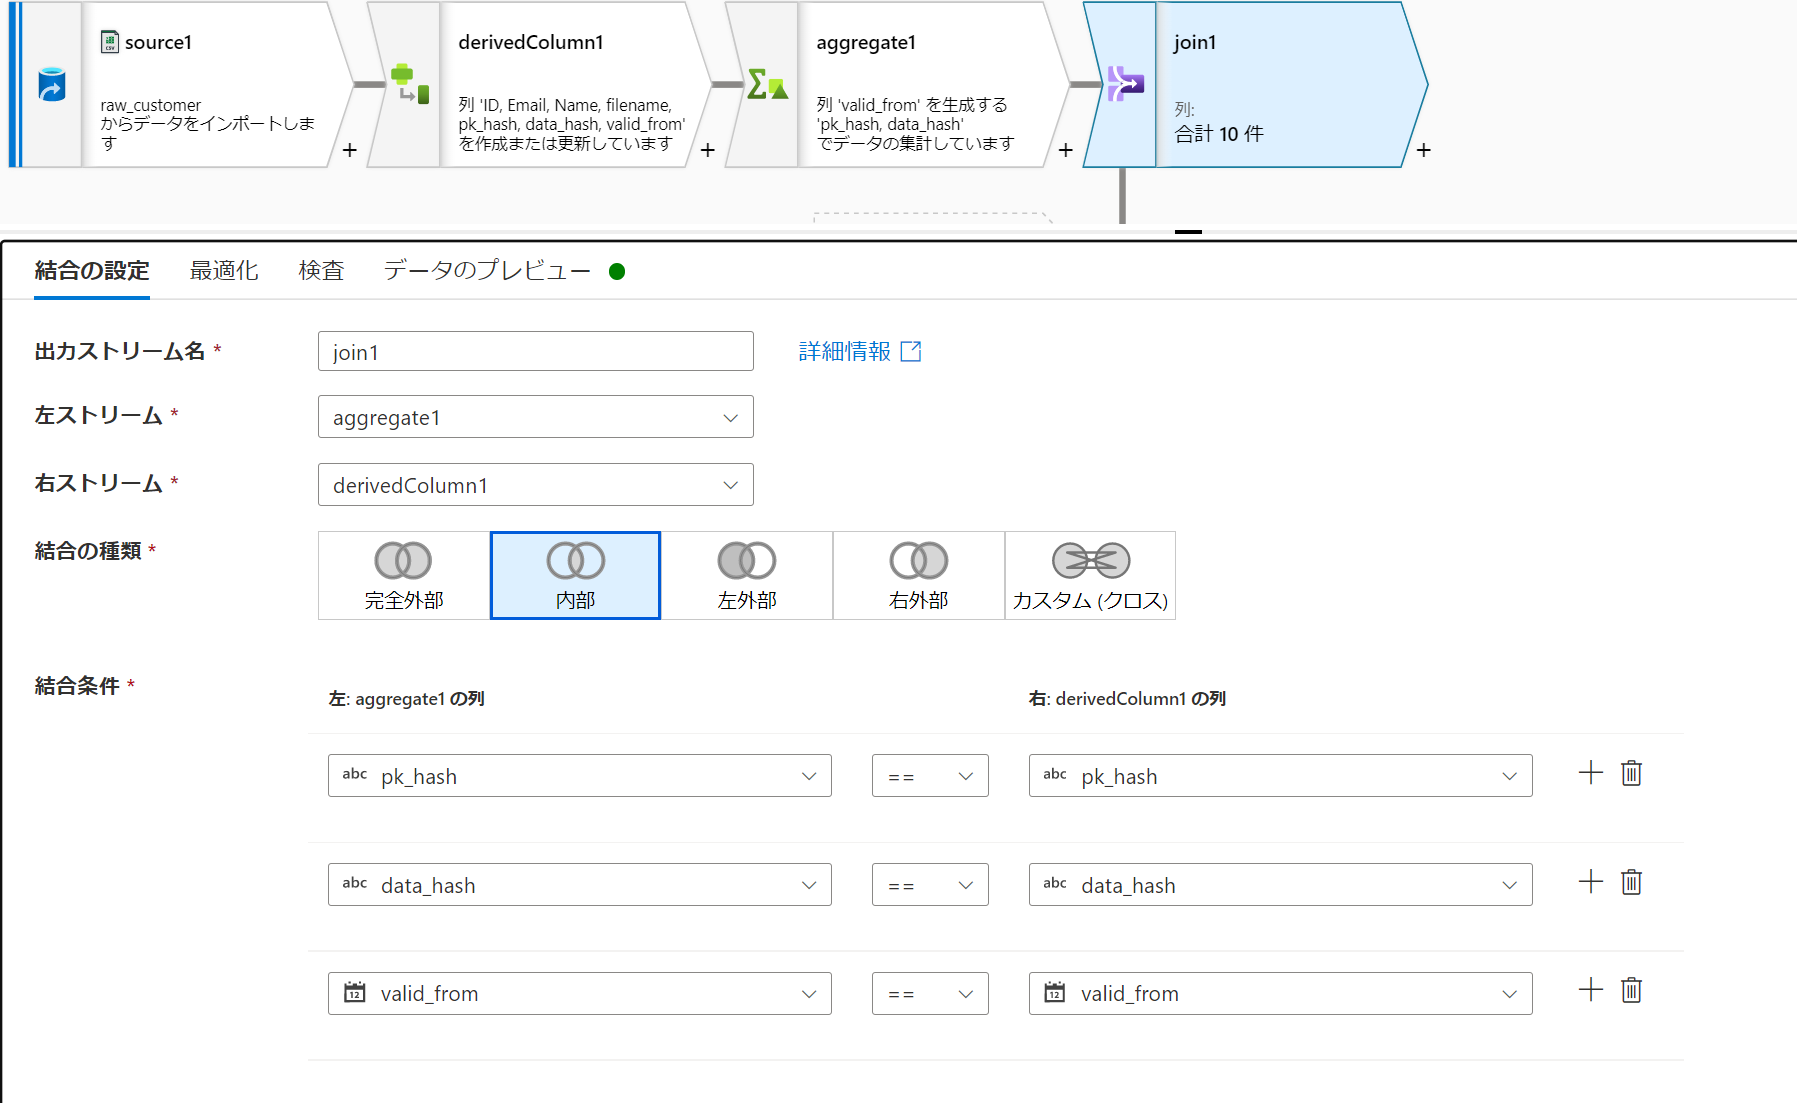 source1
raw_customer
からデータをインポートしま
す
+
derivedColumn1
列 'ID, Email, Name, filename,
pk_hash, data_hash, valid_from'
を作成または更新しています
+
aggregate1
列 'valid_from' を生成する
'pk_hash, data_hash'
でデータの集計しています
+
join1
列:
合計 10 件
+
結合の設定 最適化 検査 データのプレビュー
出力ストリーム名 * join1 詳細情報
左ストリーム * aggregate1
右ストリーム * derivedColumn1
結合の種類 * 完全外部 内部 左外部 右外部 カスタム (クロス)
結合条件 * 左: aggregate1 の列 右: derivedColumn1 の列
abc pk_hash == abc pk_hash
abc data_hash == abc data_hash
12 valid_from == 12 valid_from